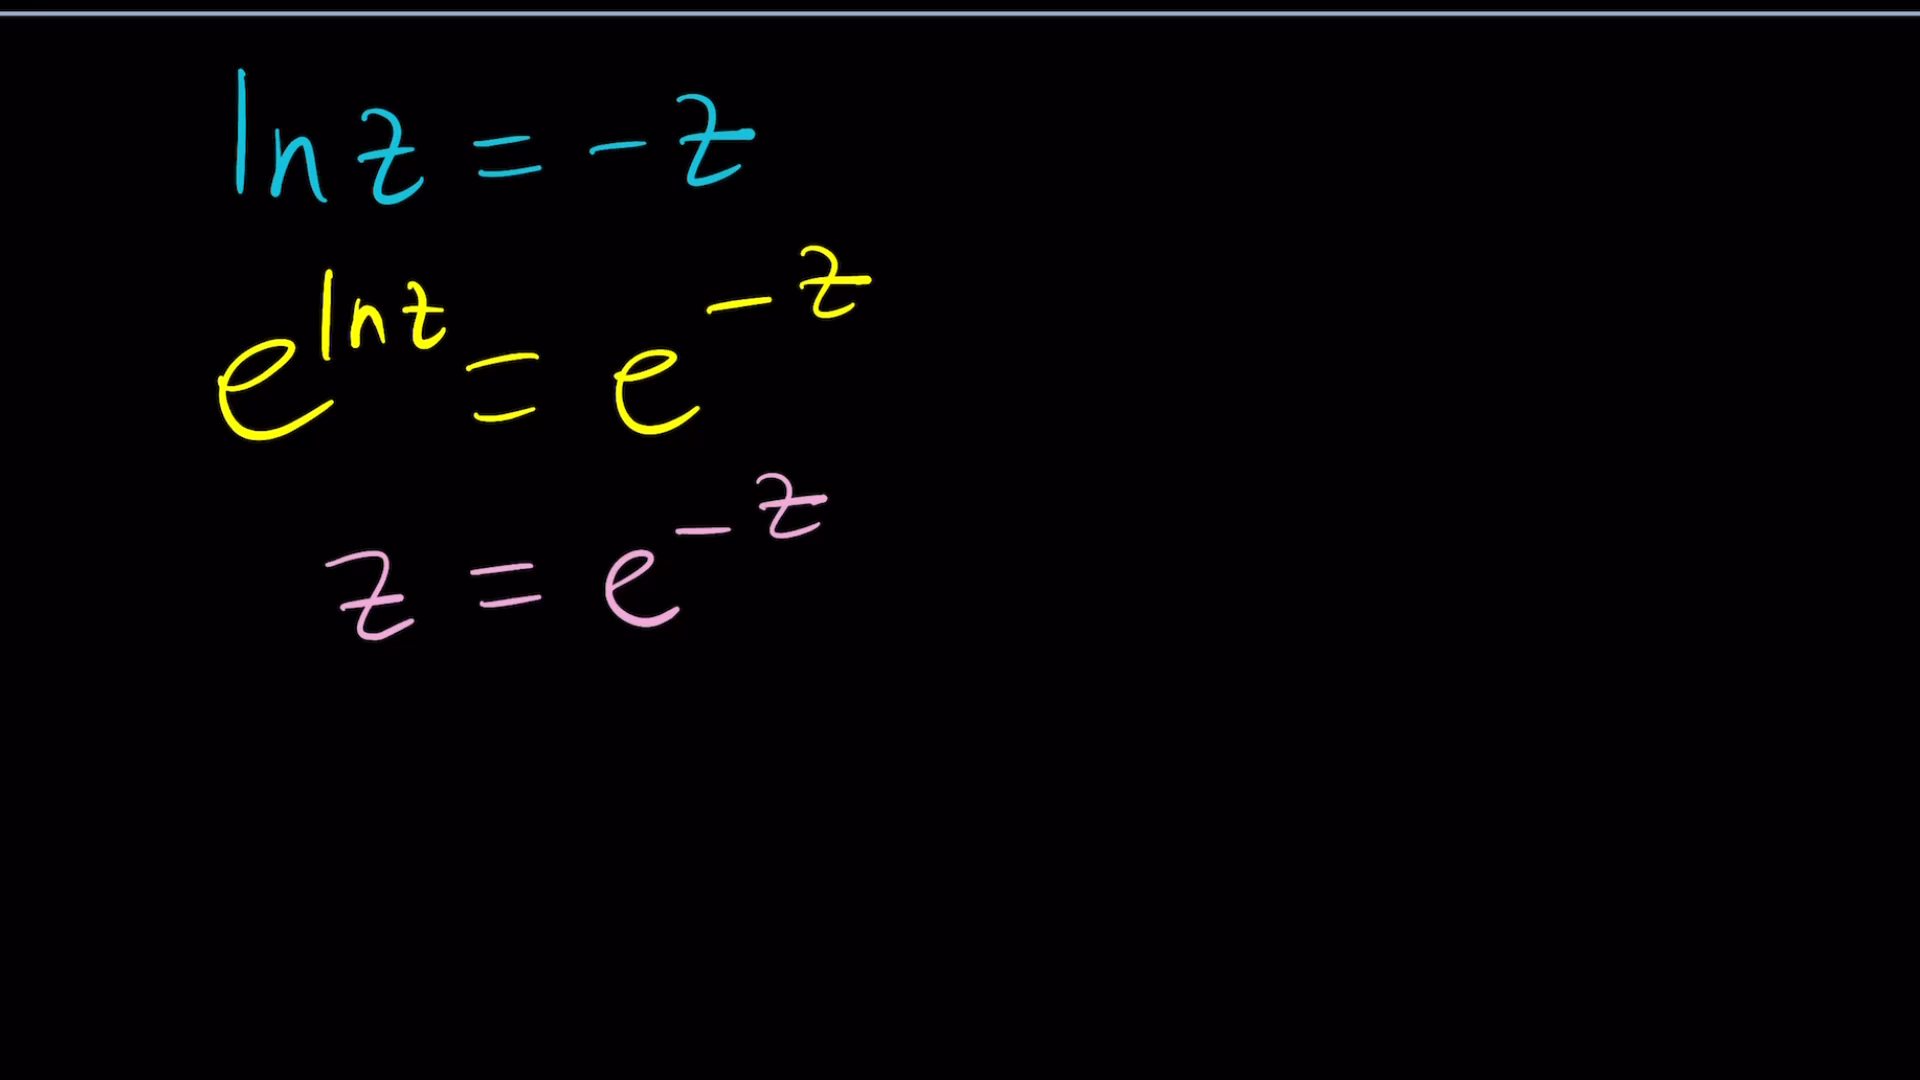 ln z = - z
e^{ln z} = e^{- z}
z = e^{- z}